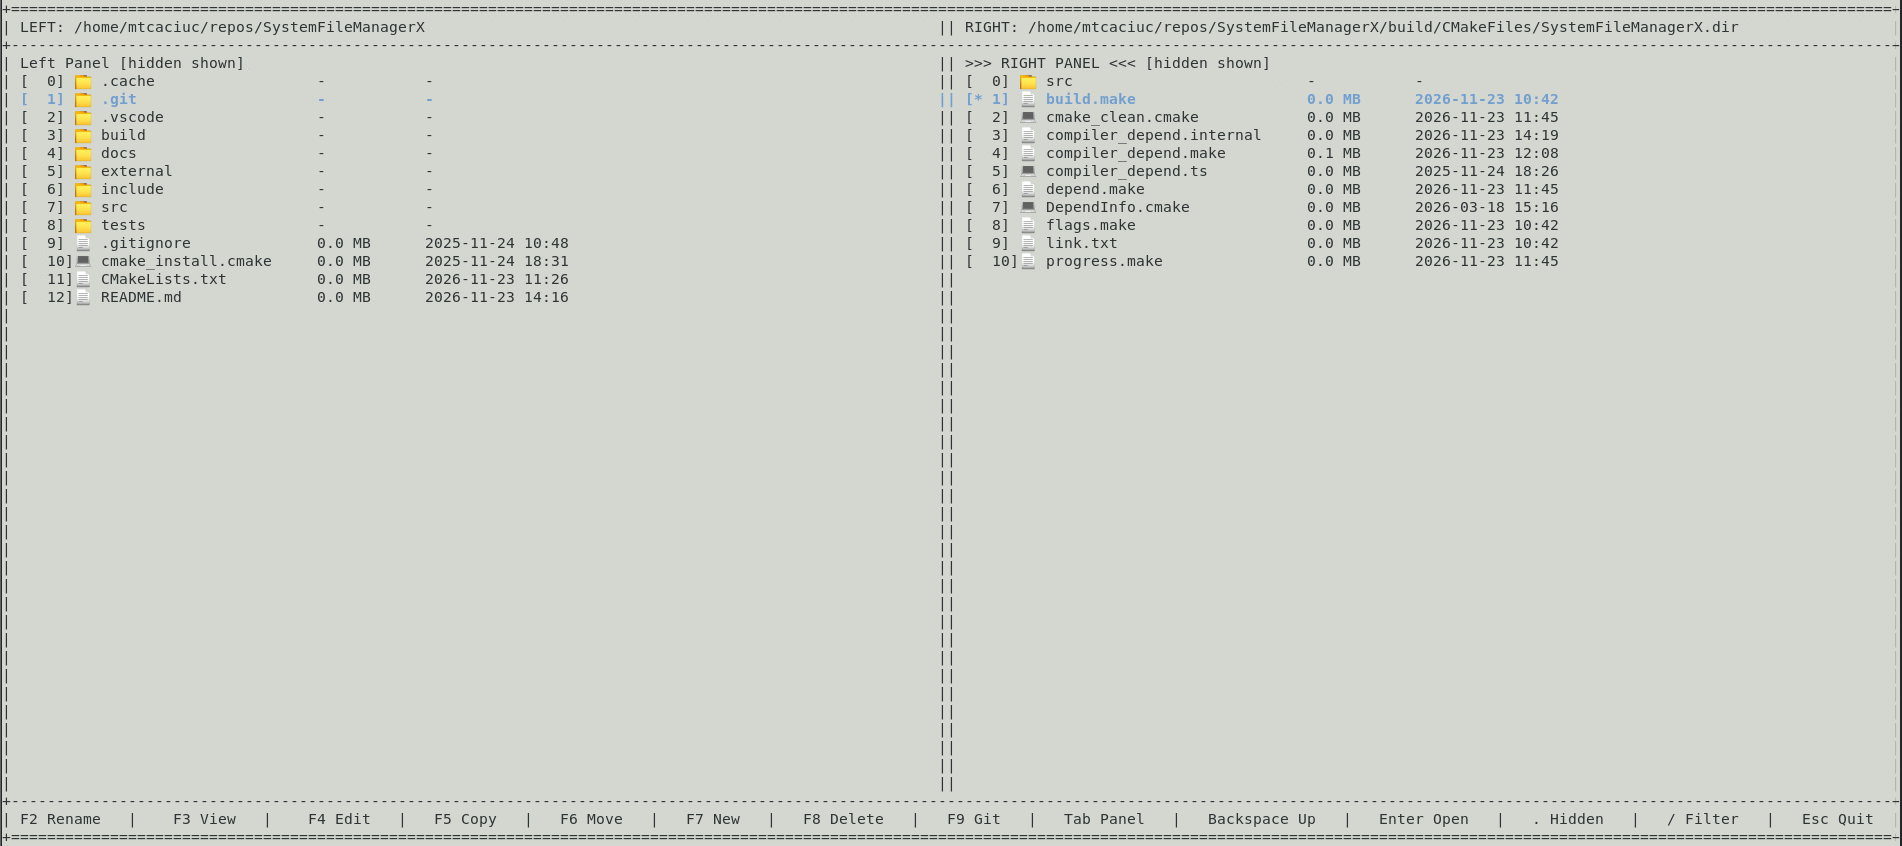 LEFT: /home/mtcaciuc/repos/SystemFileManagerX || RIGHT: /home/mtcaciuc/repos/SystemFileManagerX/build/CMakeFiles/SystemFileManagerX.dir
| Left Panel [hidden shown] || >>> RIGHT PANEL <<< [hidden shown]
| [  0] .cache - - || [  0] src - -
| [  1] .git - - || [* 1] build.make 0.0 MB 2026-11-23 10:42
| [  2] .vscode - - || [  2] cmake_clean.cmake 0.0 MB 2026-11-23 11:45
| [  3] build - - || [  3] compiler_depend.internal 0.0 MB 2026-11-23 14:19
| [  4] docs - - || [  4] compiler_depend.make 0.1 MB 2026-11-23 12:08
| [  5] external - - || [  5] compiler_depend.ts 0.0 MB 2025-11-24 18:26
| [  6] include - - || [  6] depend.make 0.0 MB 2026-11-23 11:45
| [  7] src - - || [  7] DependInfo.cmake 0.0 MB 2026-03-18 15:16
| [  8] tests - - || [  8] flags.make 0.0 MB 2026-11-23 10:42
| [  9] .gitignore 0.0 MB 2025-11-24 10:48 || [  9] link.txt 0.0 MB 2026-11-23 10:42
| [  10] cmake_install.cmake 0.0 MB 2025-11-24 18:31 || [  10] progress.make 0.0 MB 2026-11-23 11:45
| [  11] CMakeLists.txt 0.0 MB 2026-11-23 11:26 ||
| [  12] README.md 0.0 MB 2026-11-23 14:16 ||
| F2 Rename | F3 View | F4 Edit | F5 Copy | F6 Move | F7 New | F8 Delete | F9 Git | Tab Panel | Backspace Up | Enter Open | . Hidden | / Filter | Esc Quit